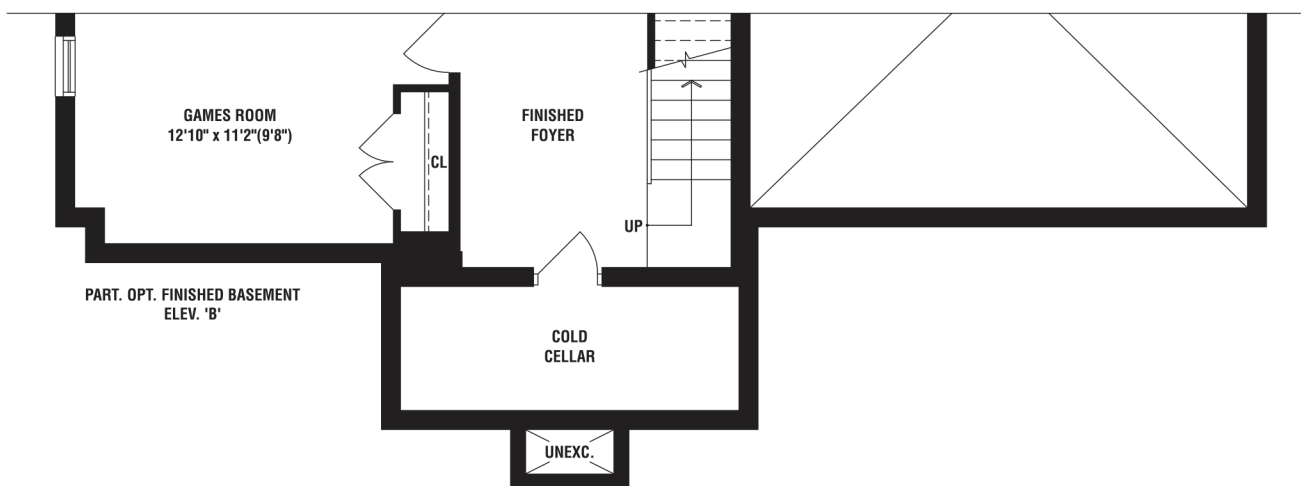 GAMES ROOM
12'10" x 11'2"(9'8")
FINISHED
FOYER
CL
UP
PART. OPT. FINISHED BASEMENT
ELEV. 'B'
COLD
CELLAR
UNEXC.